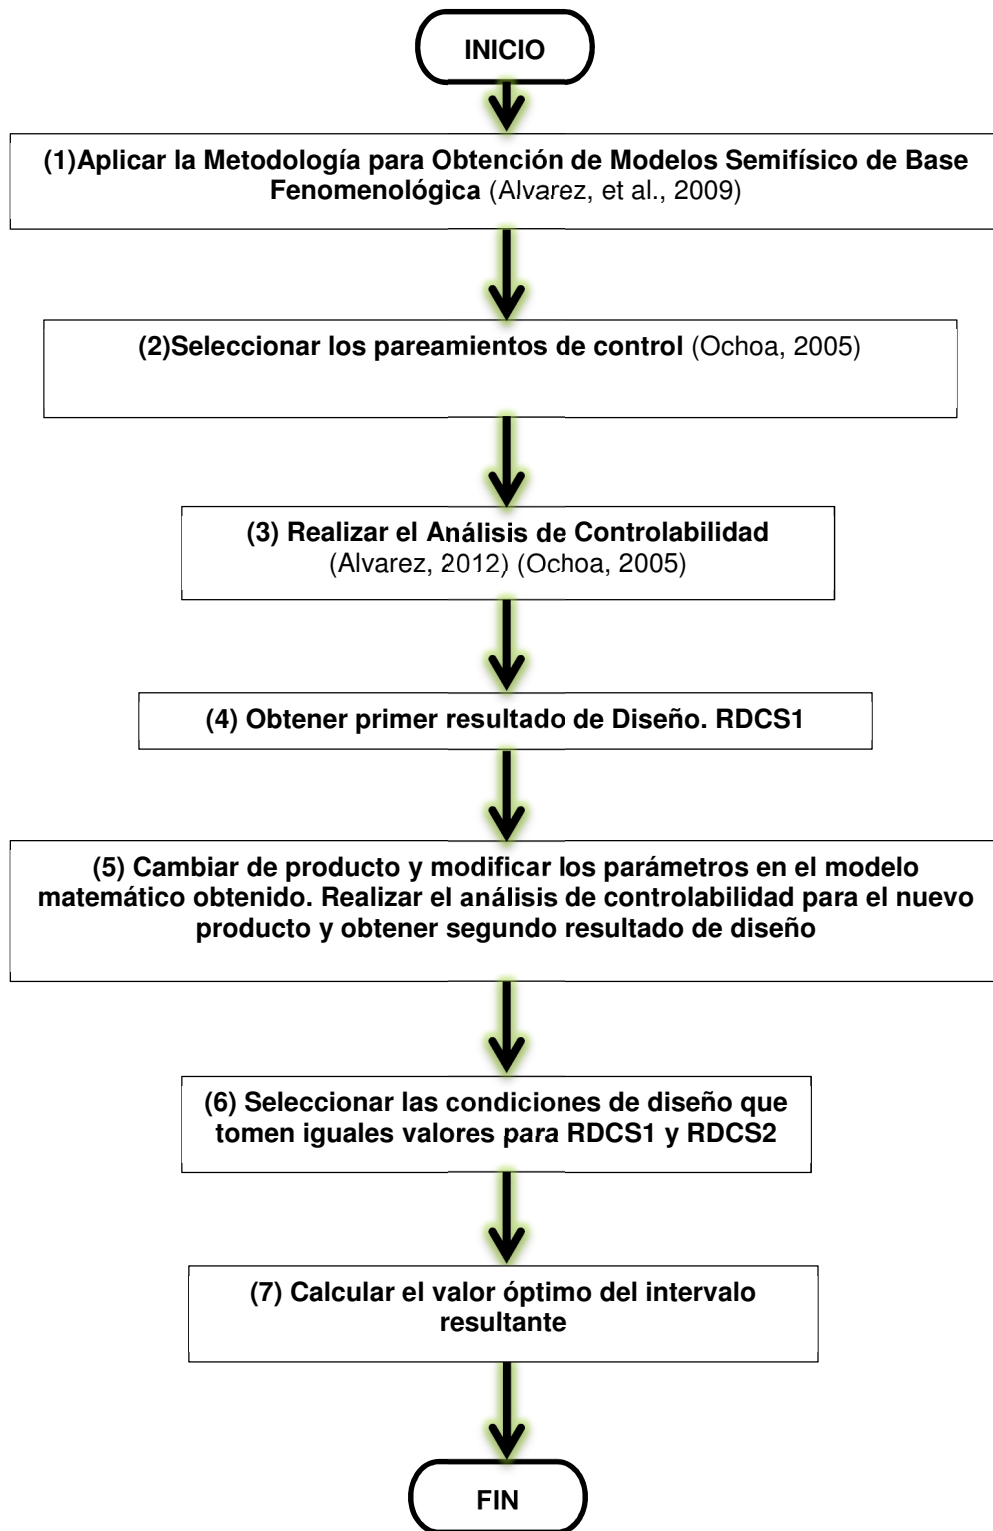 INICIO
(1)Aplicar la Metodología para Obtención de Modelos Semifísico de Base
Fenomenológica (Alvarez, et al., 2009)
(2)Seleccionar los pareamientos de control (Ochoa, 2005)
(3) Realizar el Análisis de Controlabilidad
(Alvarez, 2012) (Ochoa, 2005)
(4) Obtener primer resultado de Diseño. RDCS1
(5) Cambiar de producto y modificar los parámetros en el modelo
matemático obtenido. Realizar el análisis de controlabilidad para el nuevo
producto y obtener segundo resultado de diseño
(6) Seleccionar las condiciones de diseño que
tomen iguales valores para RDCS1 y RDCS2
(7) Calcular el valor óptimo del intervalo
resultante
FIN